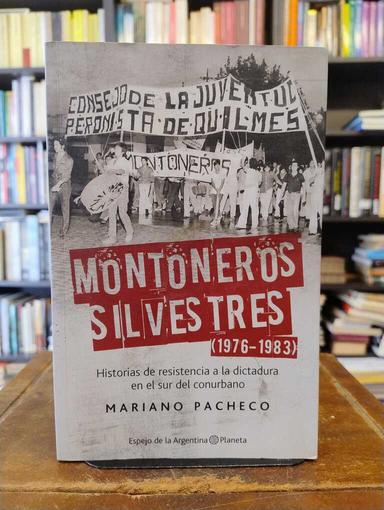 CONSEJO DE LA JUVENTUD
PERONISTA-DE-QUILMES
MONTONEROS
MONTONEROS
SILVESTRES
(1976-1983)
Historias de resistencia a la dictadura
en el sur del conurbano
MARIANO PACHECO
Espejo de la Argentina Planeta